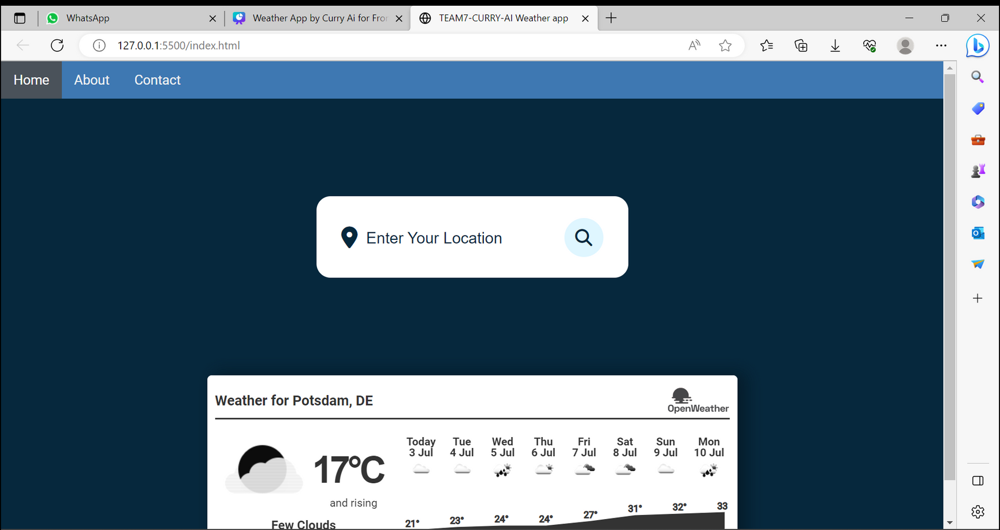 WhatsApp
Weather App by Curry Ai for Fror
TEAM7-CURRY-AI Weather app
127.0.0.1:5500/index.html
Home About Contact
Enter Your Location
Weather for Potsdam, DE
OpenWeather
Today Tue Wed Thu Fri Sat Sun Mon
3 Jul 4 Jul 5 Jul 6 Jul 7 Jul 8 Jul 9 Jul 10 Jul
17°C
and rising
Few Clouds
21° 23° 24° 24° 27° 31° 32° 33